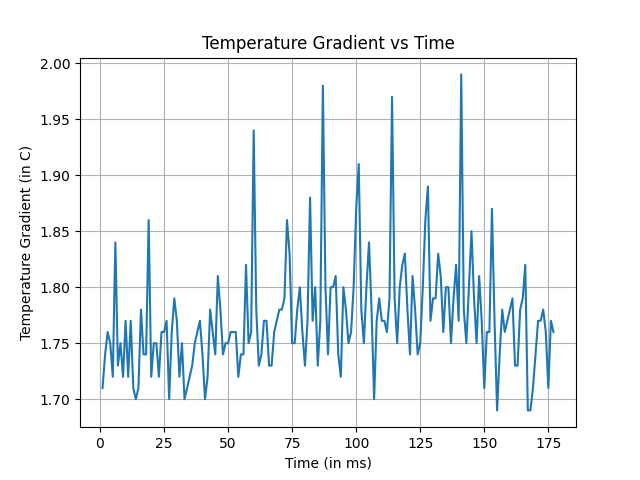 Temperature Gradient vs Time
2.00
1.95
1.90
1.85
1.80
1.75
1.70
Temperature Gradient (in C)
0 25 50 75 100 125 150 175
Time (in ms)